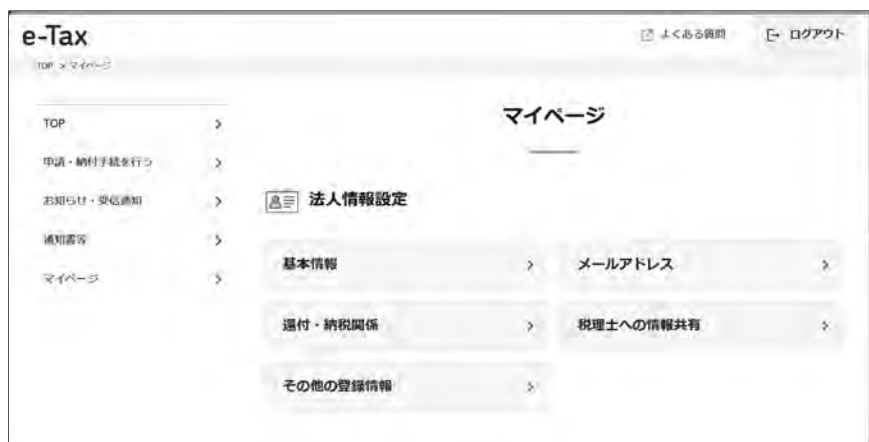 e-Tax
よくある質問
ログアウト
TOP > マイページ
TOP
申請・納付手続を行う
お知らせ・受信通知
通知書等
マイページ
マイページ
法人情報設定
基本情報
メールアドレス
還付・納税関係
税理士への情報共有
その他の登録情報